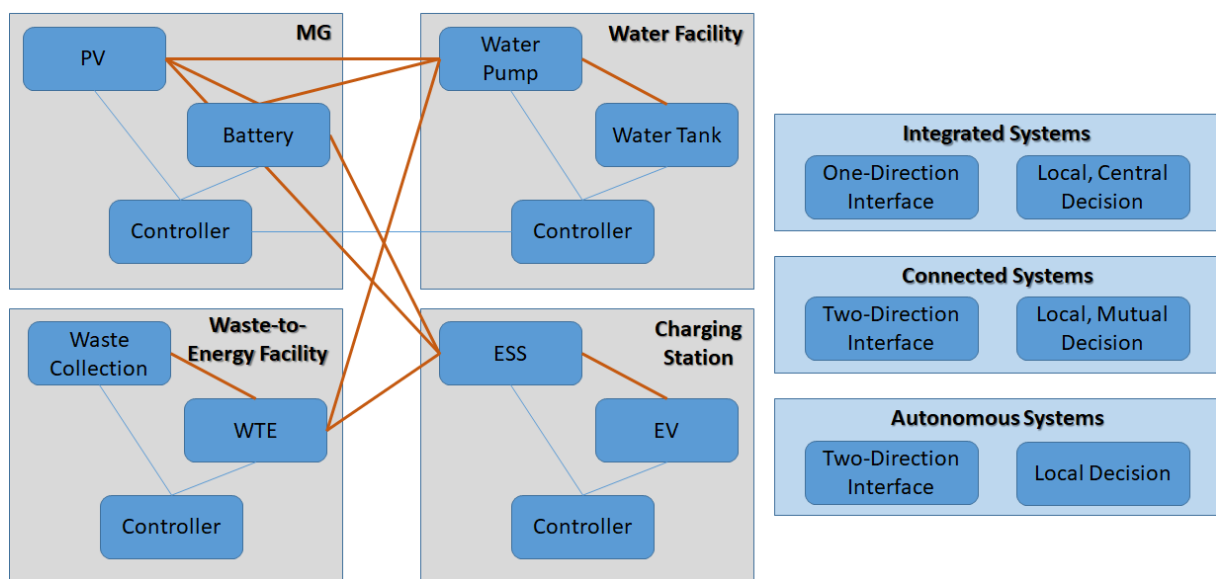 MG
PV
Battery
Controller
Water Facility
Water
Pump
Water Tank
Controller
Waste-to-
Energy Facility
Waste
Collection
WTE
Controller
Charging
Station
ESS
EV
Controller
Integrated Systems
One-Direction
Interface
Local, Central
Decision
Connected Systems
Two-Direction
Interface
Local, Mutual
Decision
Autonomous Systems
Two-Direction
Interface
Local Decision